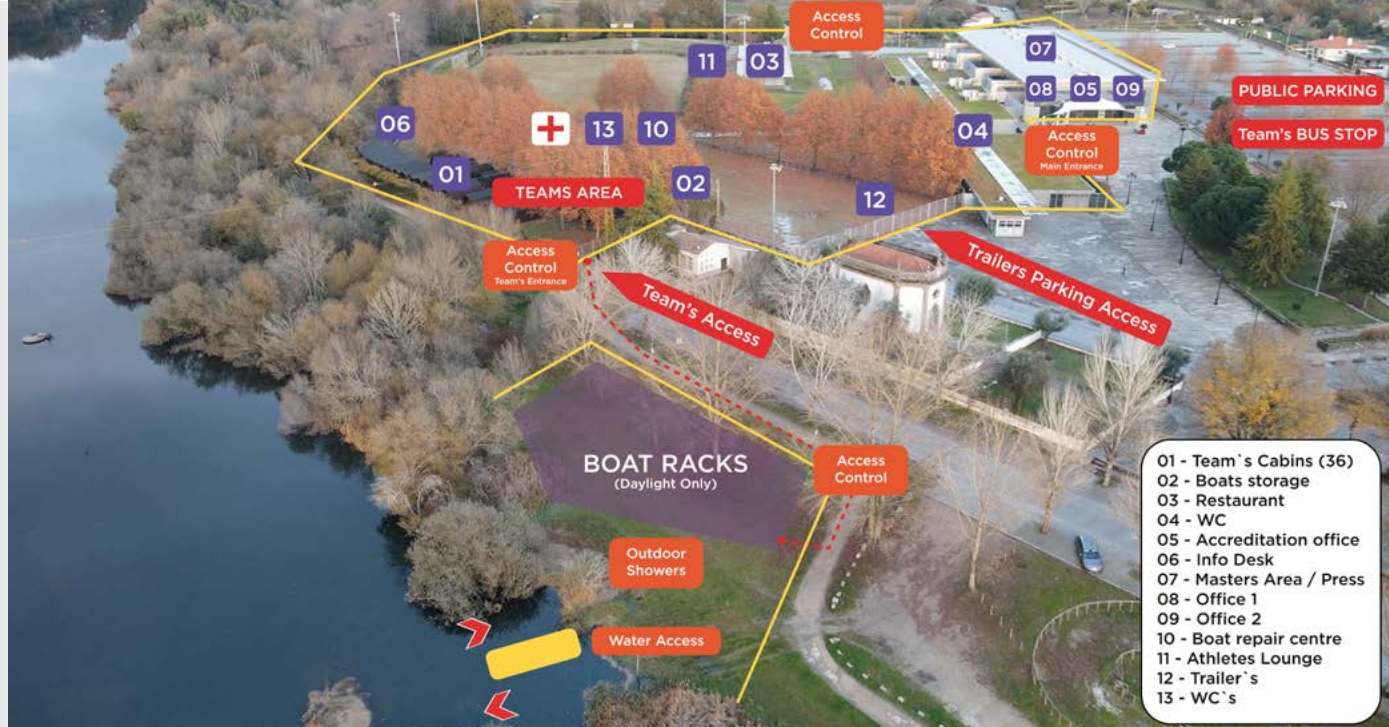 Access
Control
07
11
03
08
05
09
PUBLIC PARKING
Team's BUS STOP
06
13
10
04
Access
Control
Main Entrance
01
TEAMS AREA
02
12
Access
Control
Team's Entrance
Team's Access
Trailers Parking Access
BOAT RACKS
(Daylight Only)
Access
Control
Outdoor
Showers
Water Access
01 - Team`s Cabins (36)
02 - Boats storage
03 - Restaurant
04 - WC
05 - Accreditation office
06 - Info Desk
07 - Masters Area / Press
08 - Office 1
09 - Office 2
10 - Boat repair centre
11 - Athletes Lounge
12 - Trailer`s
13 - WC`s